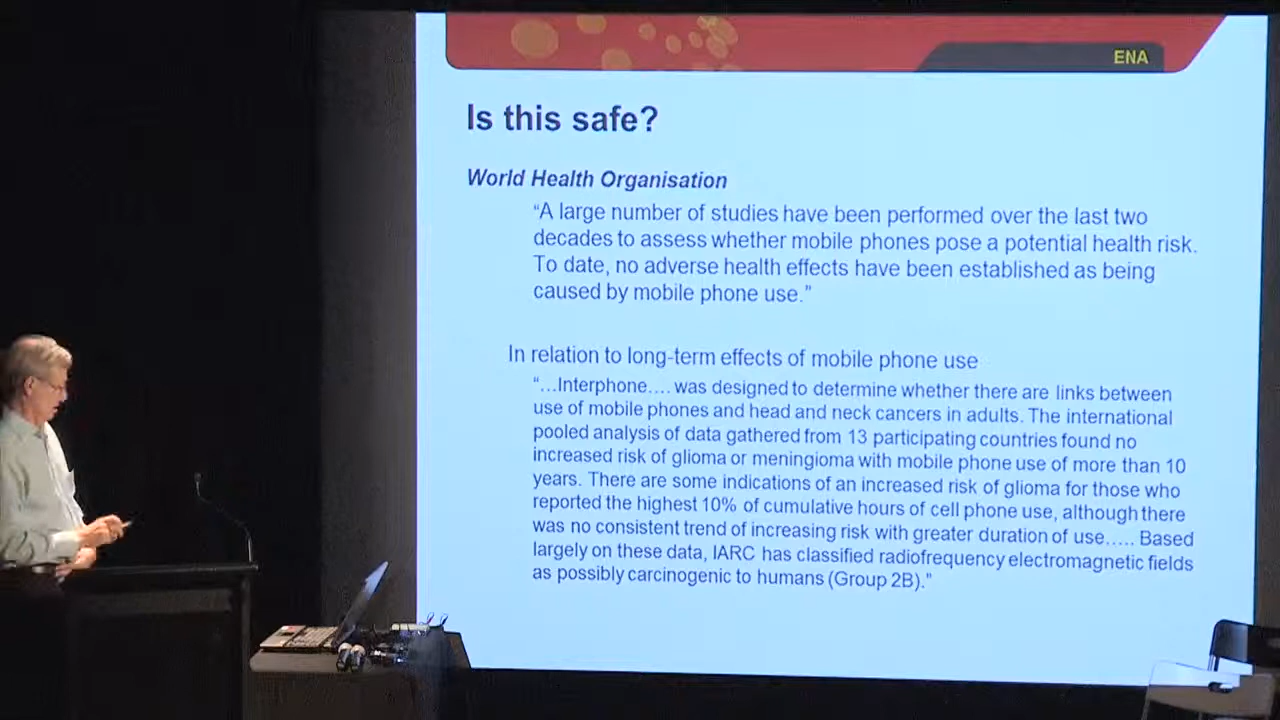 ENA
Is this safe?
World Health Organisation
“A large number of studies have been performed over the last two
decades to assess whether mobile phones pose a potential health risk.
To date, no adverse health effects have been established as being
caused by mobile phone use.”
In relation to long-term effects of mobile phone use
“…Interphone…. was designed to determine whether there are links between
use of mobile phones and head and neck cancers in adults. The international
pooled analysis of data gathered from 13 participating countries found no
increased risk of glioma or meningioma with mobile phone use of more than 10
years. There are some indications of an increased risk of glioma for those who
reported the highest 10% of cumulative hours of cell phone use, although there
was no consistent trend of increasing risk with greater duration of use….. Based
largely on these data, IARC has classified radiofrequency electromagnetic fields
as possibly carcinogenic to humans (Group 2B).”